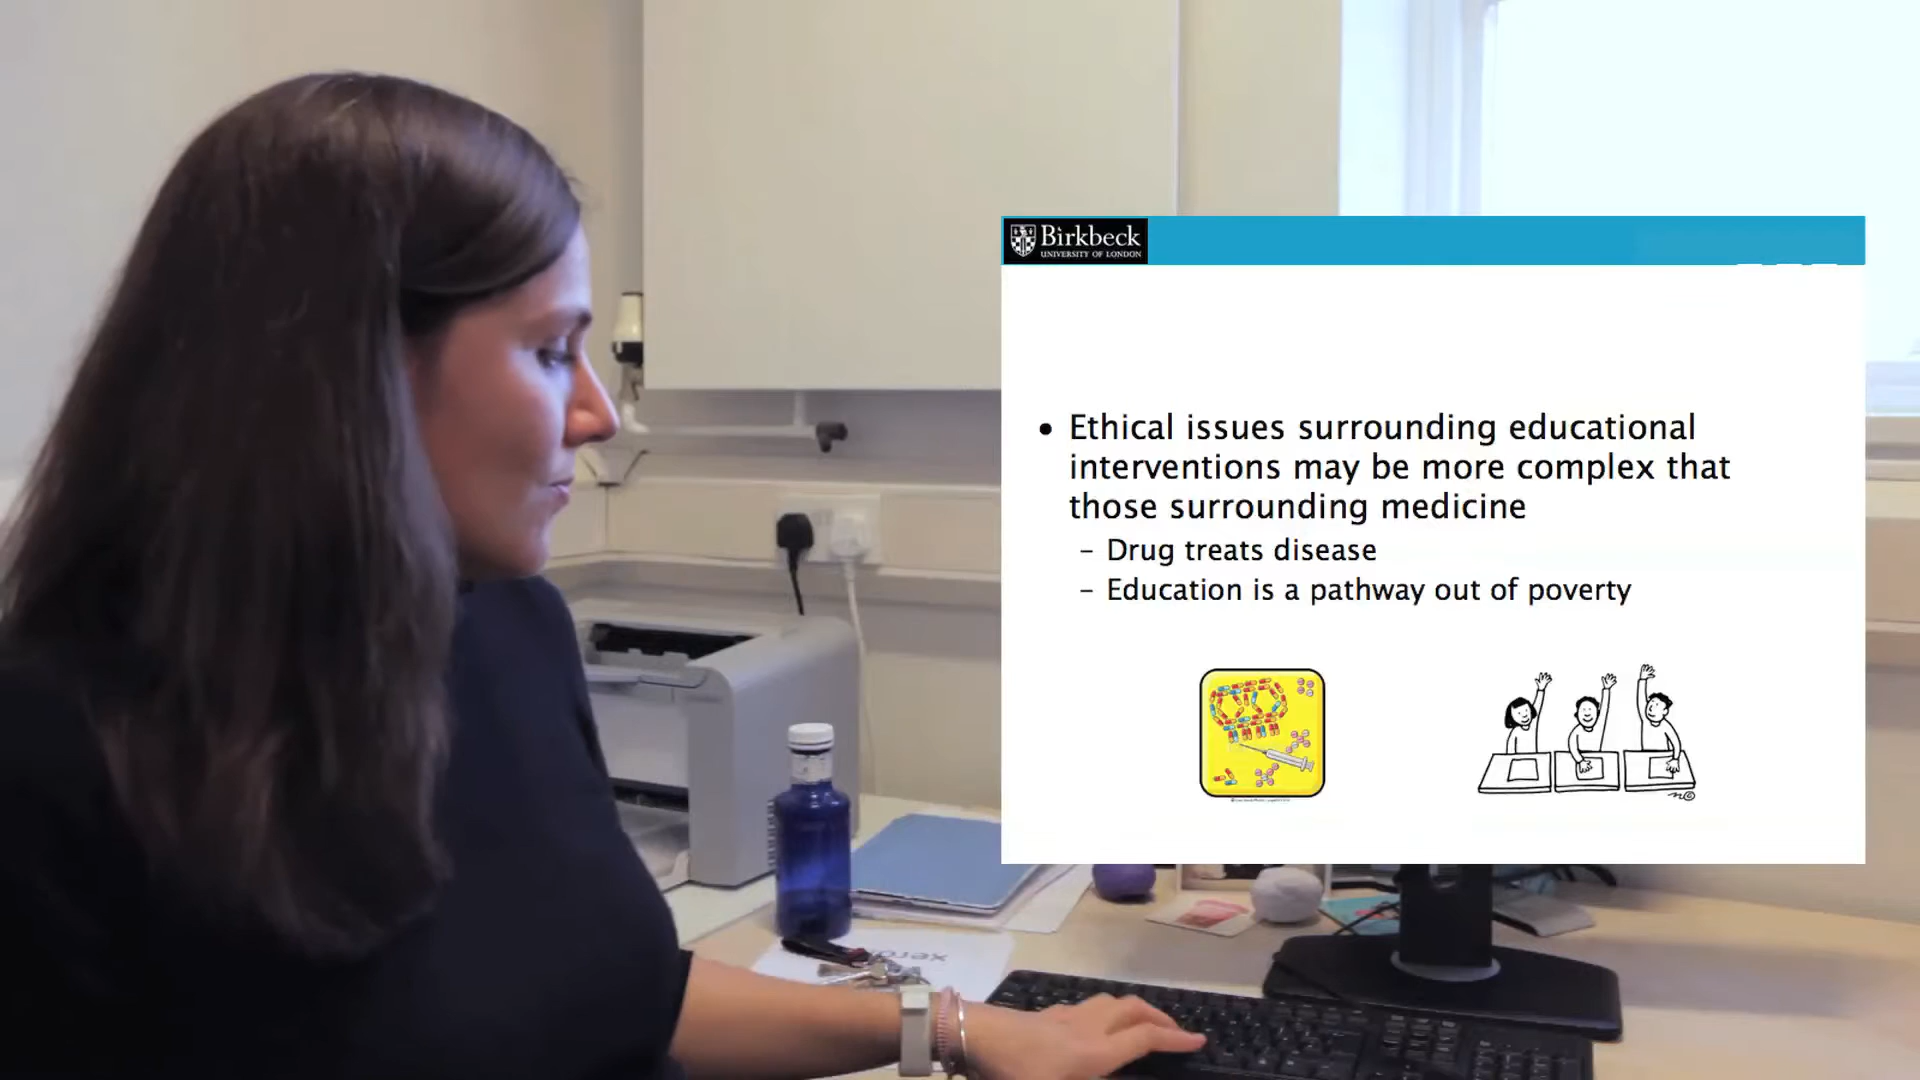 Birkbeck
UNIVERSITY OF LONDON
• Ethical issues surrounding educational
interventions may be more complex that
those surrounding medicine
– Drug treats disease
– Education is a pathway out of poverty